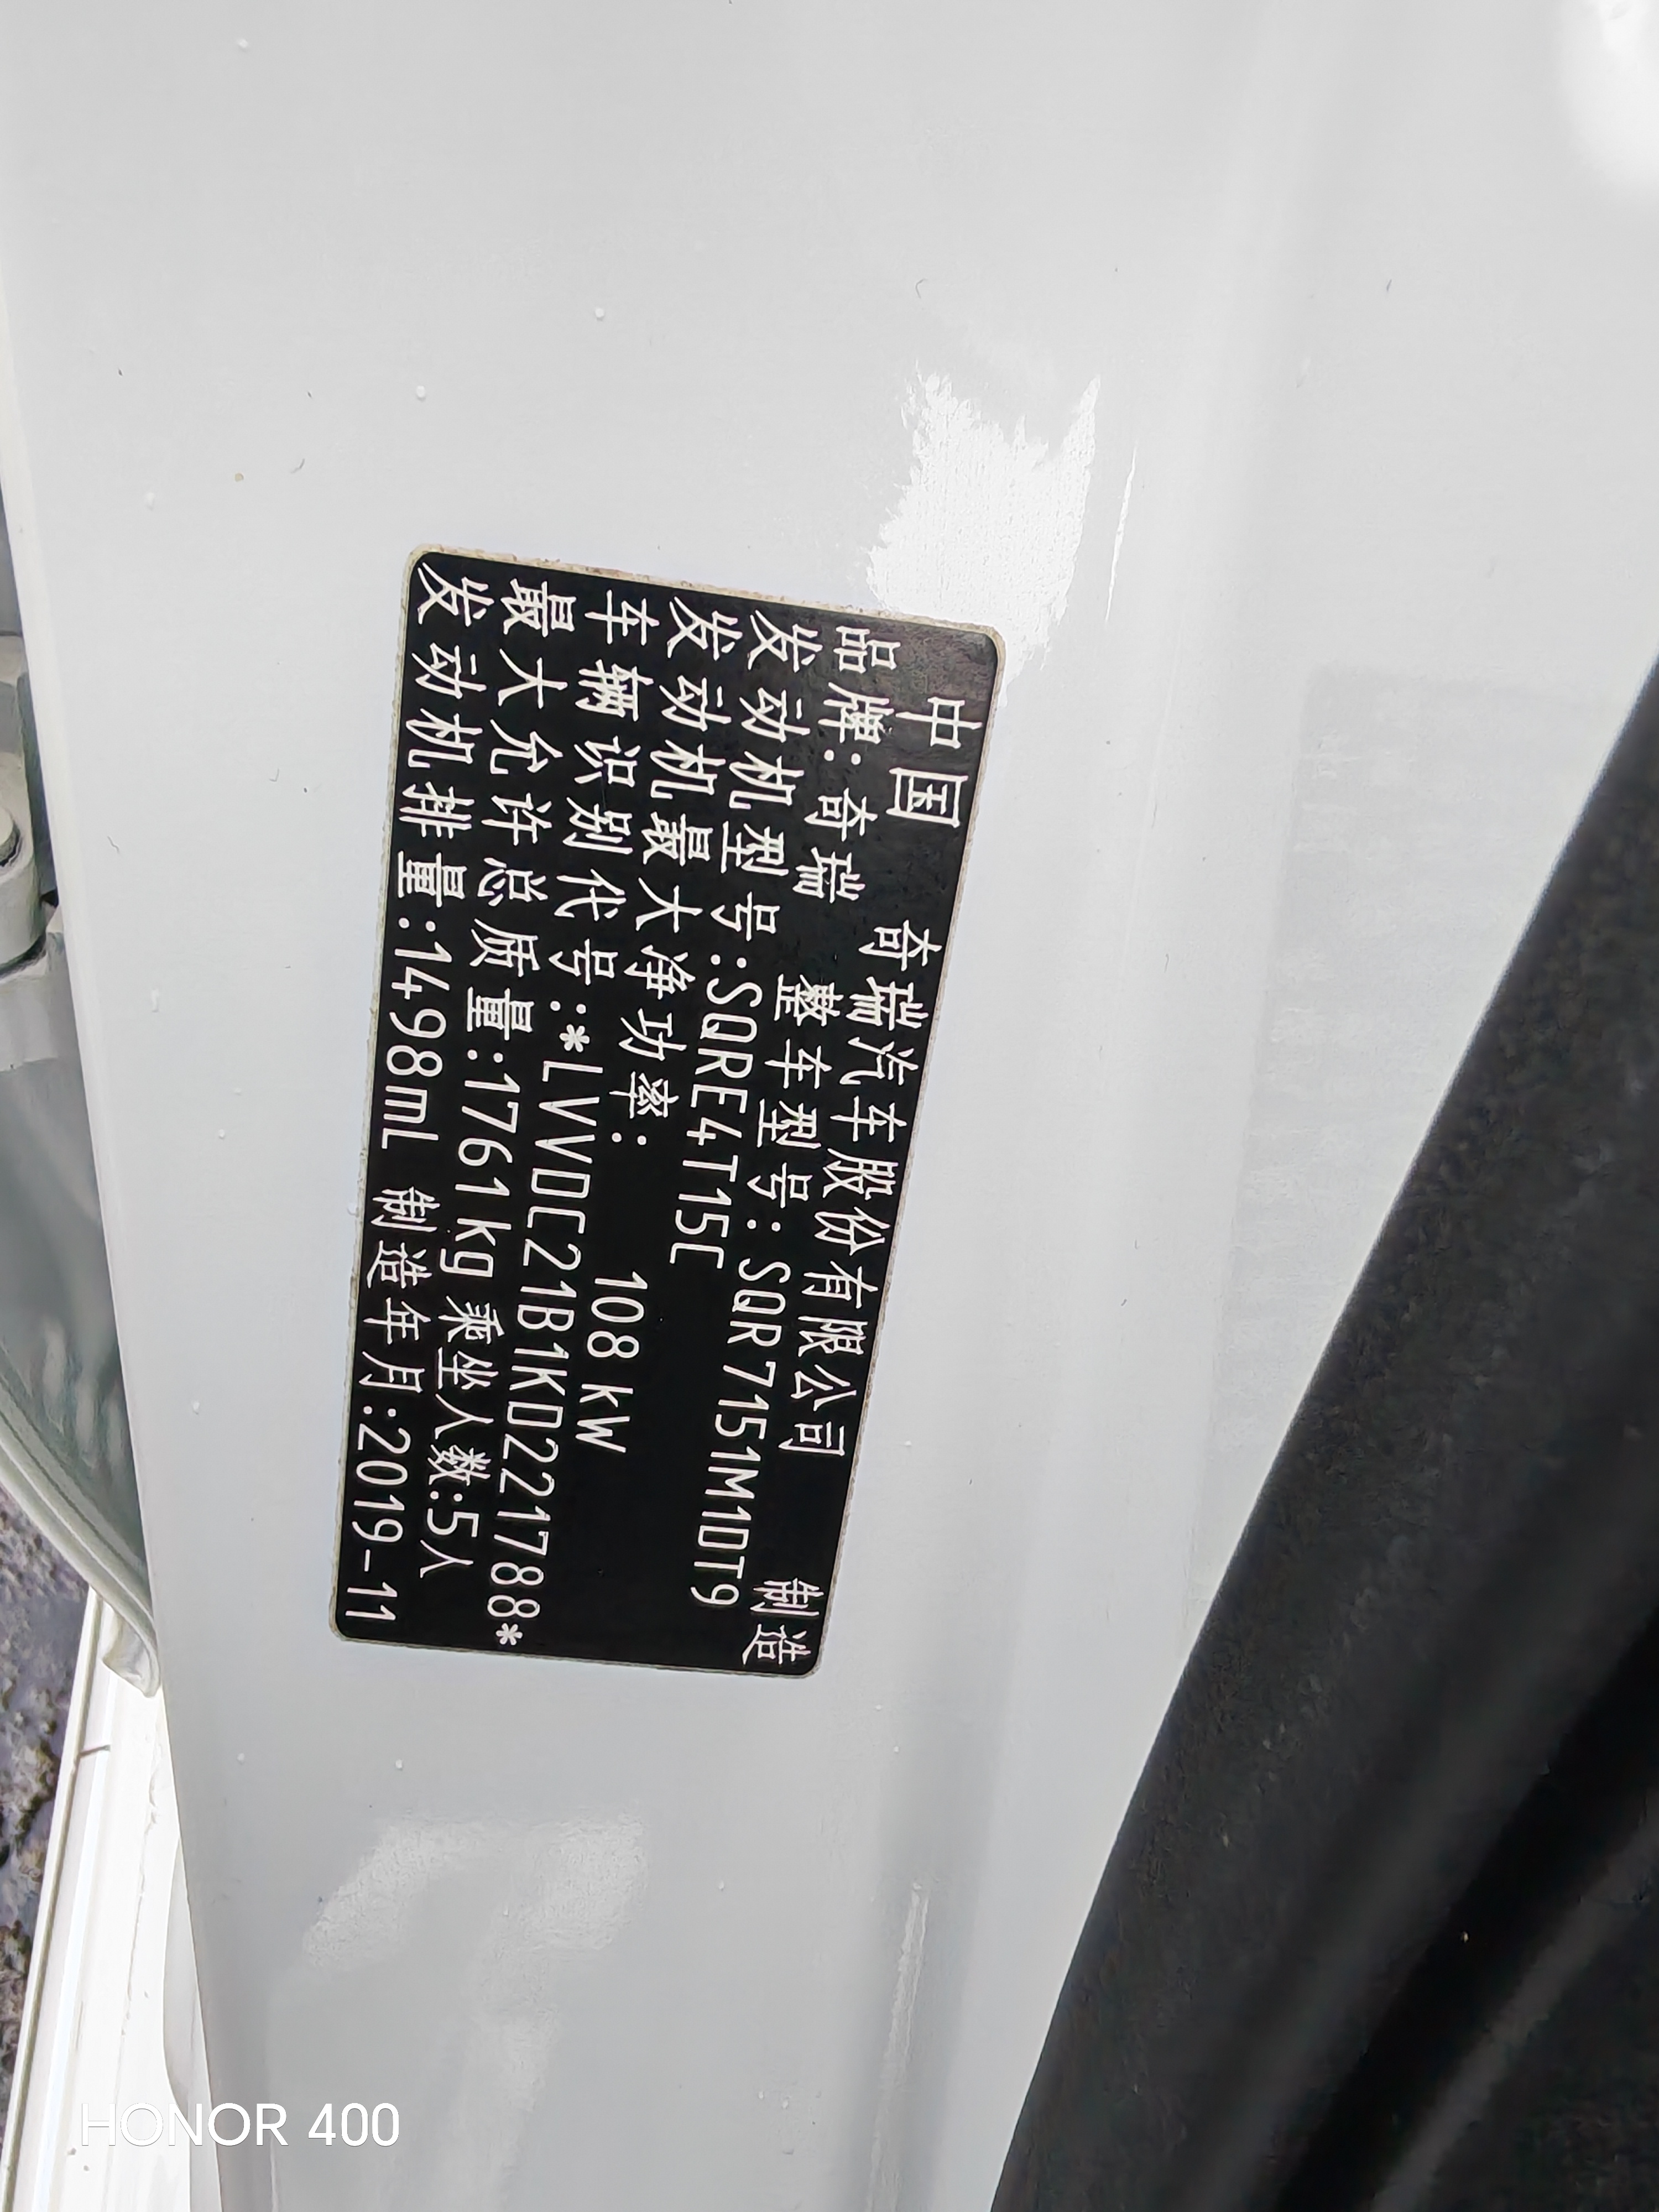 中国 奇瑞汽车股份有限公司 制造
品牌:奇瑞 整车型号:SQR7151M1DT9
发动机型号:SQRE4T15C
发动机最大净功率: 108 kW
车辆识别代号:*LVVDC21B1KD221788*
最大允许总质量:1761kg 乘坐人数:5人
发动机排量:1498mL 制造年月:2019-11
HONOR 400